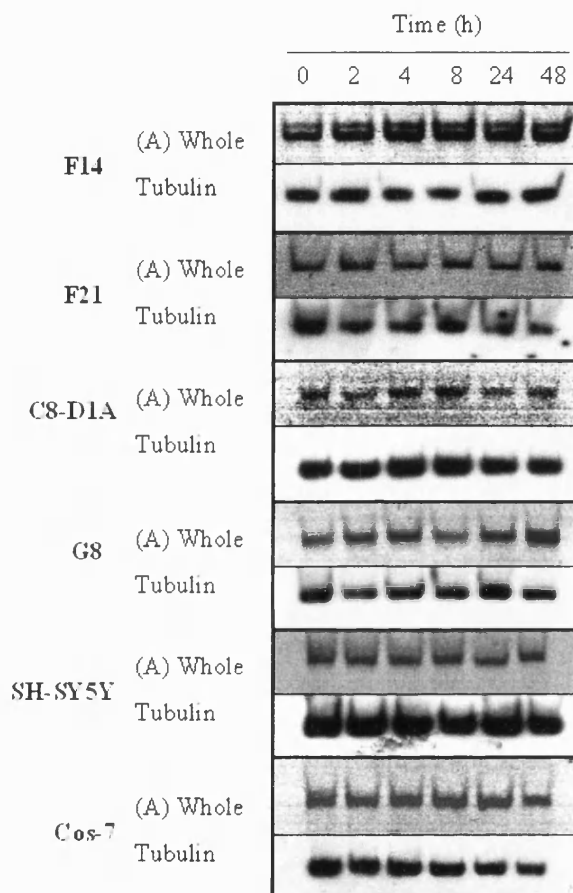 Time (h)
0 2 4 8 24 48
F14
(A) Whole
Tubulin
F21
(A) Whole
Tubulin
C8-D1A
(A) Whole
Tubulin
G8
(A) Whole
Tubulin
SH-SY5Y
(A) Whole
Tubulin
Cos-7
(A) Whole
Tubulin